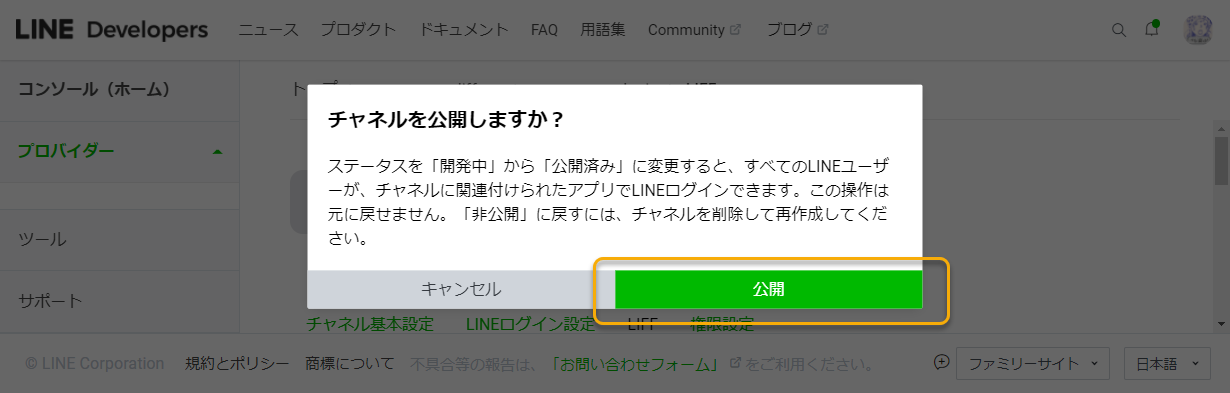 LINE Developers ニュース プロダクト ドキュメント FAQ 用語集 Community ブログ
コンソール（ホーム）
プロバイダー
ツール
サポート
チャネルを公開しますか？
ステータスを「開発中」から「公開済み」に変更すると、すべてのLINEユーザ
ーが、チャネルに関連付けられたアプリでLINEログインできます。この操作は
元に戻せません。「非公開」に戻すには、チャネルを削除して再作成してくだ
さい。
キャンセル 公開
チャネル基本設定 LINEログイン設定 LIFF 権限設定
© LINE Corporation 規約とポリシー 商標について 不具合等の報告は、「お問い合わせフォーム」をご利用ください。 ファミリーサイト 日本語